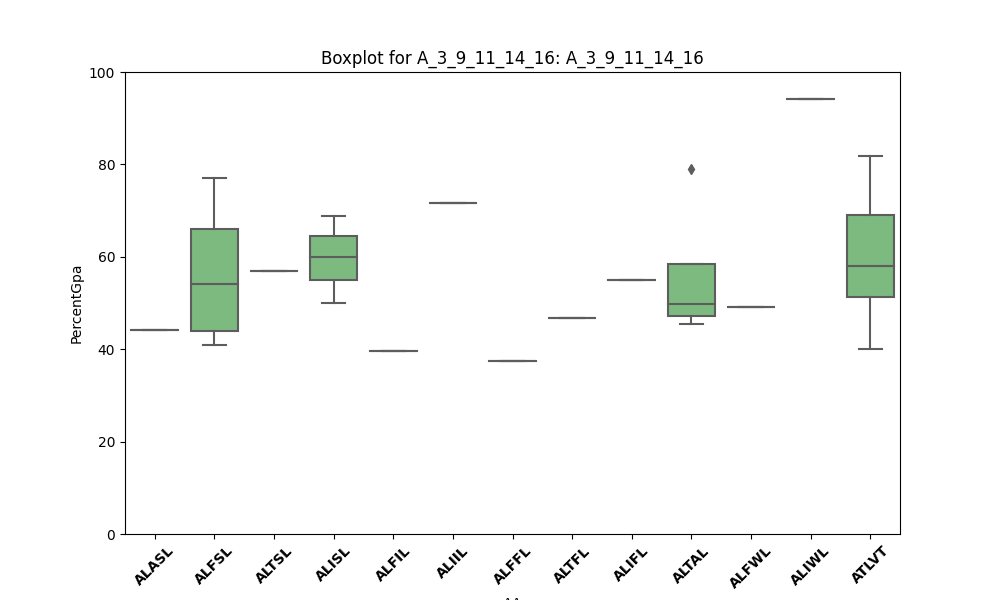 Boxplot for A_3_9_11_14_16: A_3_9_11_14_16
PercentGpa
100
80
60
40
20
0
ALASL ALFSL ALTSL ALISL ALFIL ALIIL ALFFL ALTFL ALIFL ALTAL ALFWL ALIWL ATLVT